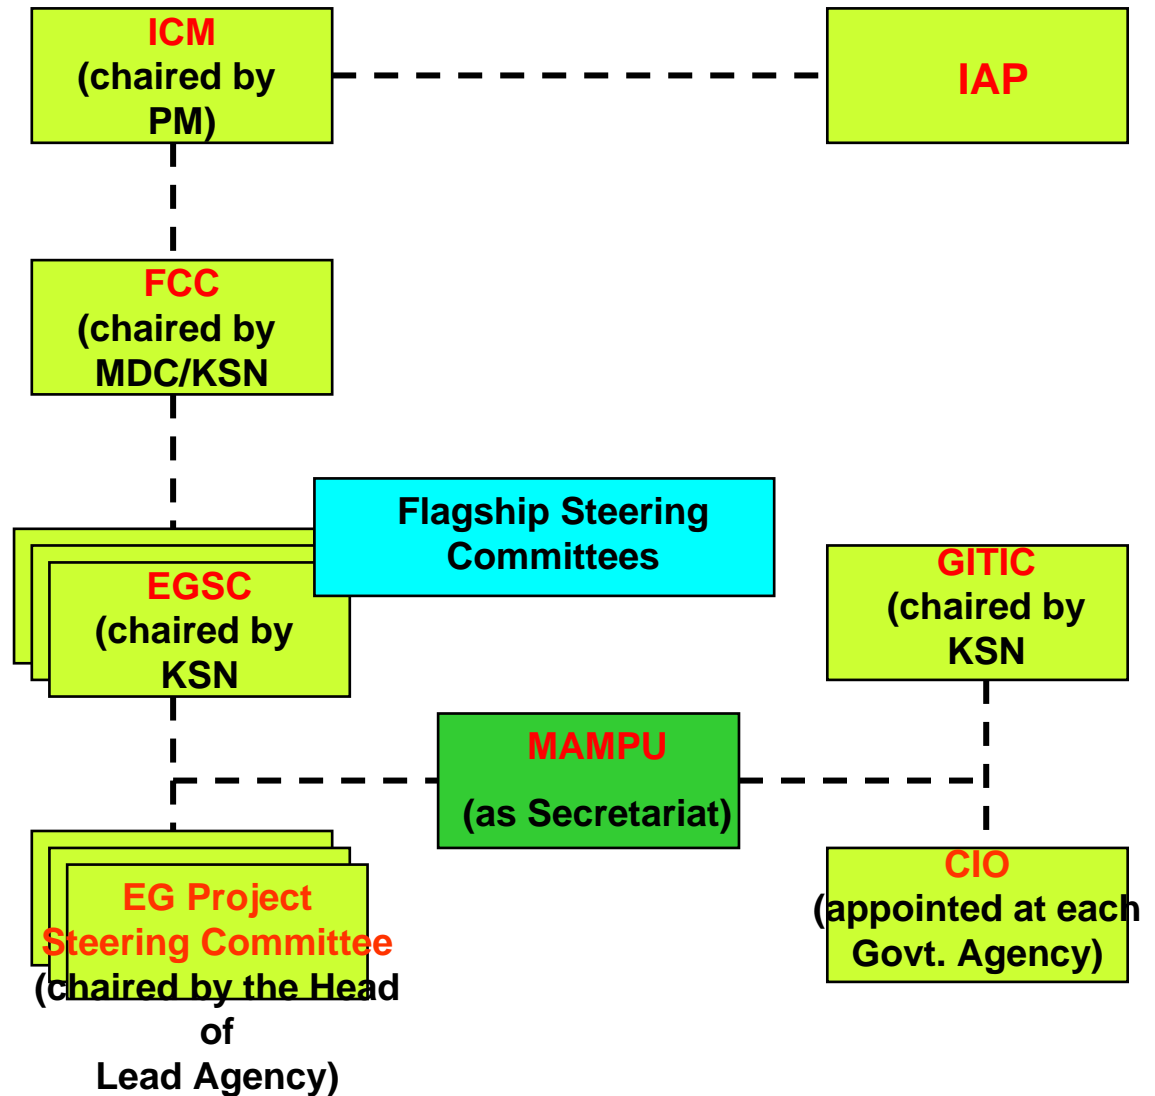 ICM
(chaired by
PM)
IAP
FCC
(chaired by
MDC/KSN
Flagship Steering
Committees
EGSC
(chaired by
KSN
GITIC
(chaired by
KSN
MAMPU
(as Secretariat)
EG Project
Steering Committee
(chaired by the Head
of
Lead Agency)
CIO
(appointed at each
Govt. Agency)